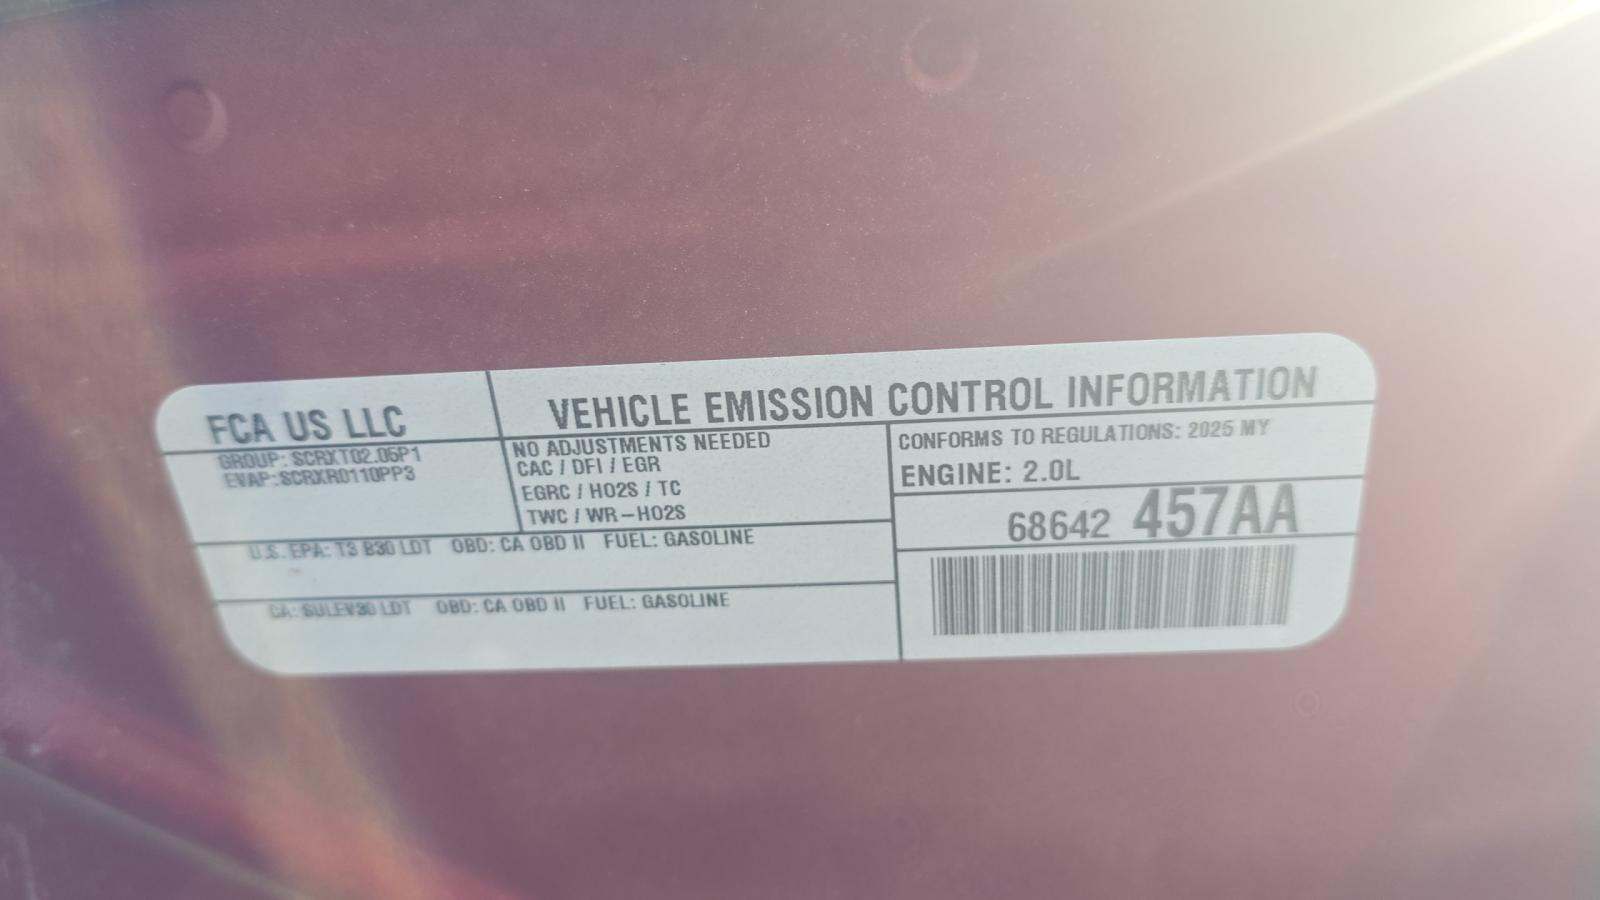 FCA US LLC
VEHICLE EMISSION CONTROL INFORMATION
GROUP: SCRXT02.05P1
EVAP:SCRXR0110PP3
NO ADJUSTMENTS NEEDED
CAC / DFI / EGR
EGRC / HO2S / TC
TWC / WR-HO2S
CONFORMS TO REGULATIONS: 2025 MY
ENGINE: 2.0L
68642 457AA
U.S. EPA: T3 B30 LDT OBD: CA OBD II FUEL: GASOLINE
CA: SULEV30 LDT OBD: CA OBD II FUEL: GASOLINE